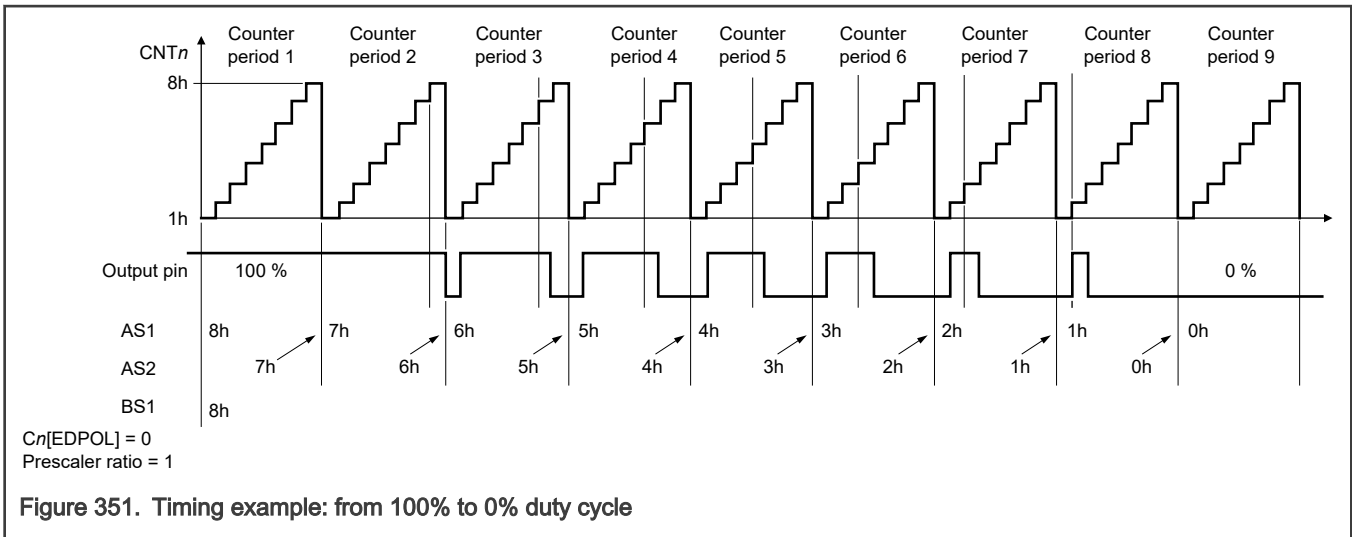 Counter period 1 Counter period 2 Counter period 3 Counter period 4 Counter period 5 Counter period 6 Counter period 7 Counter period 8 Counter period 9
CNTn
8h
1h
Output pin 100 % 0 %
AS1 8h 7h 6h 5h 4h 3h 2h 1h 0h
AS2 7h 6h 5h 4h 3h 2h 1h 0h
BS1 8h
Cn[EDPOL] = 0
Prescaler ratio = 1
Figure 351. Timing example: from 100% to 0% duty cycle